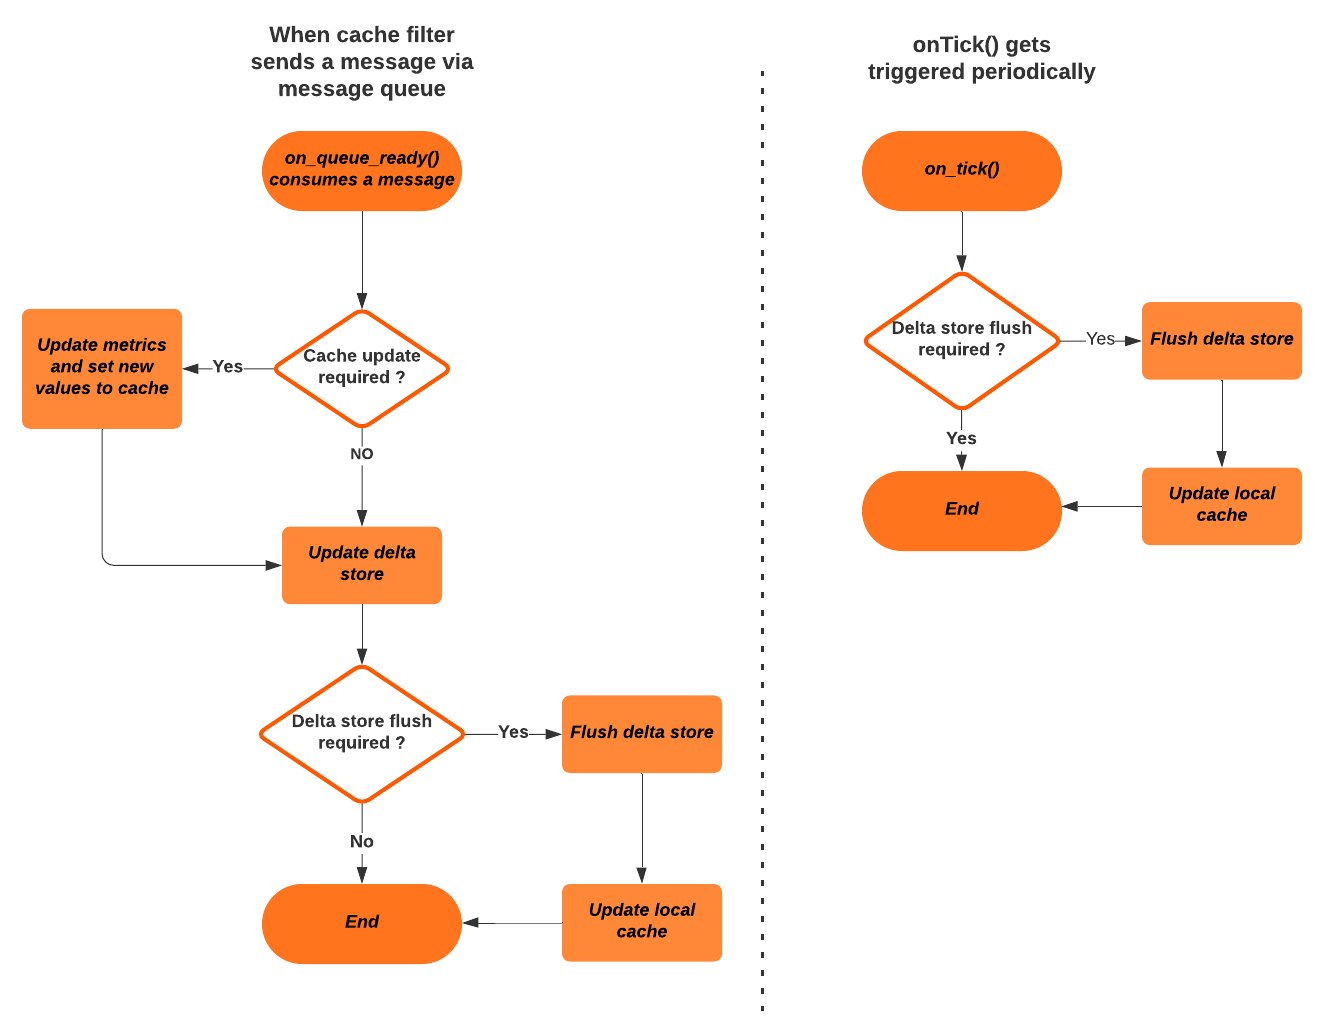 When cache filter
sends a message via
message queue
on_queue_ready()
consumes a message
Cache update
required ?
Yes
Update metrics
and set new
values to cache
NO
Update delta
store
Delta store flush
required ?
Yes
Flush delta store
No
Update local
cache
End
onTick() gets
triggered periodically
on_tick()
Delta store flush
required ?
Yes
Flush delta store
Yes
Update local
cache
End